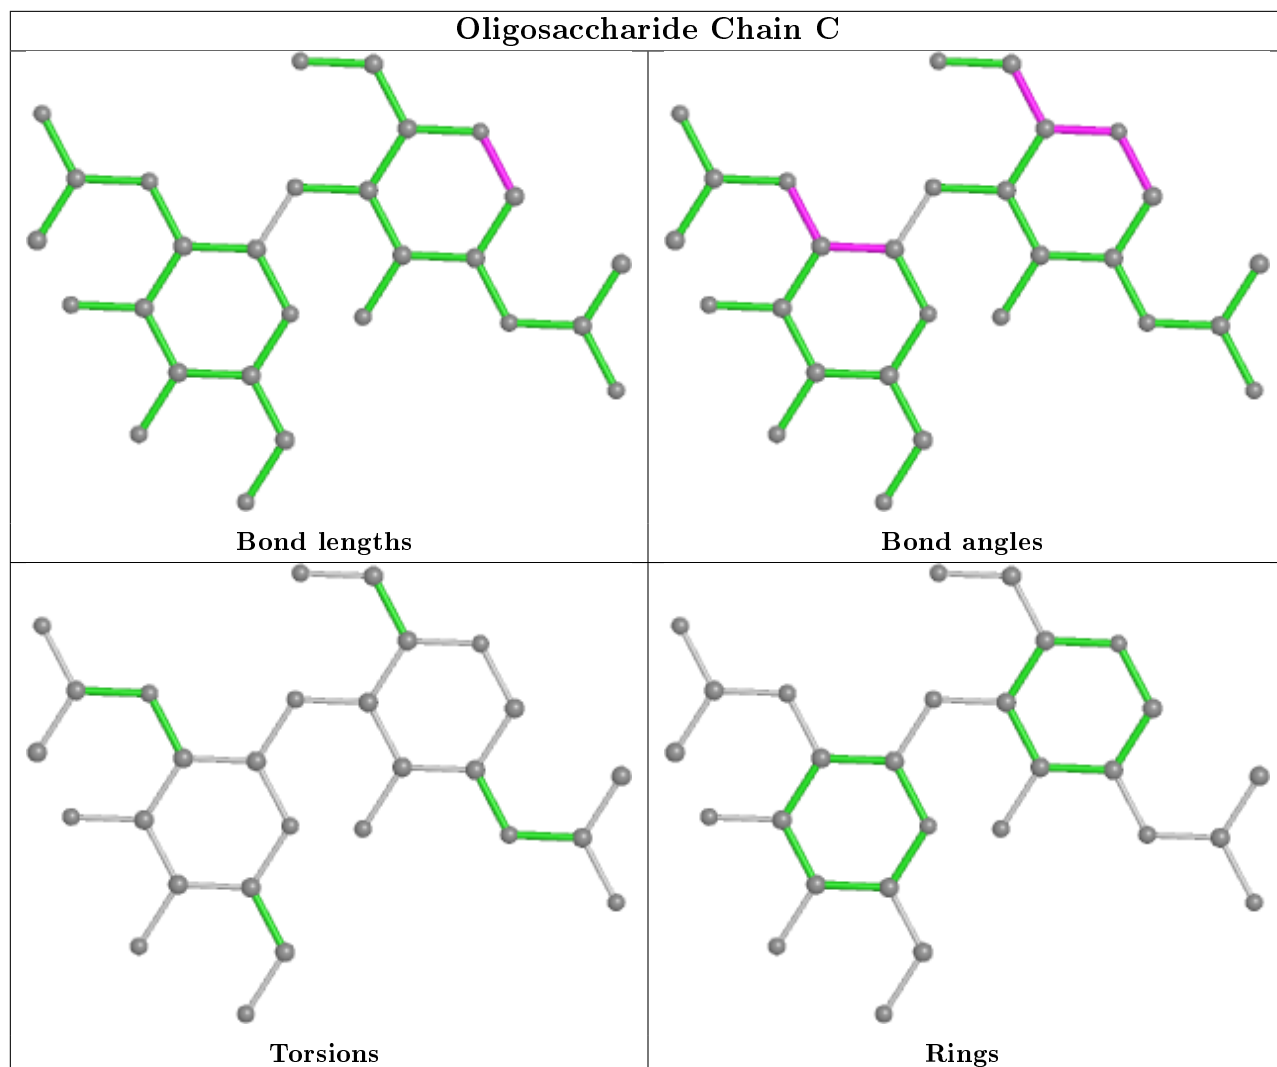 Oligosaccharide Chain C
Bond lengths
Bond angles
Torsions
Rings